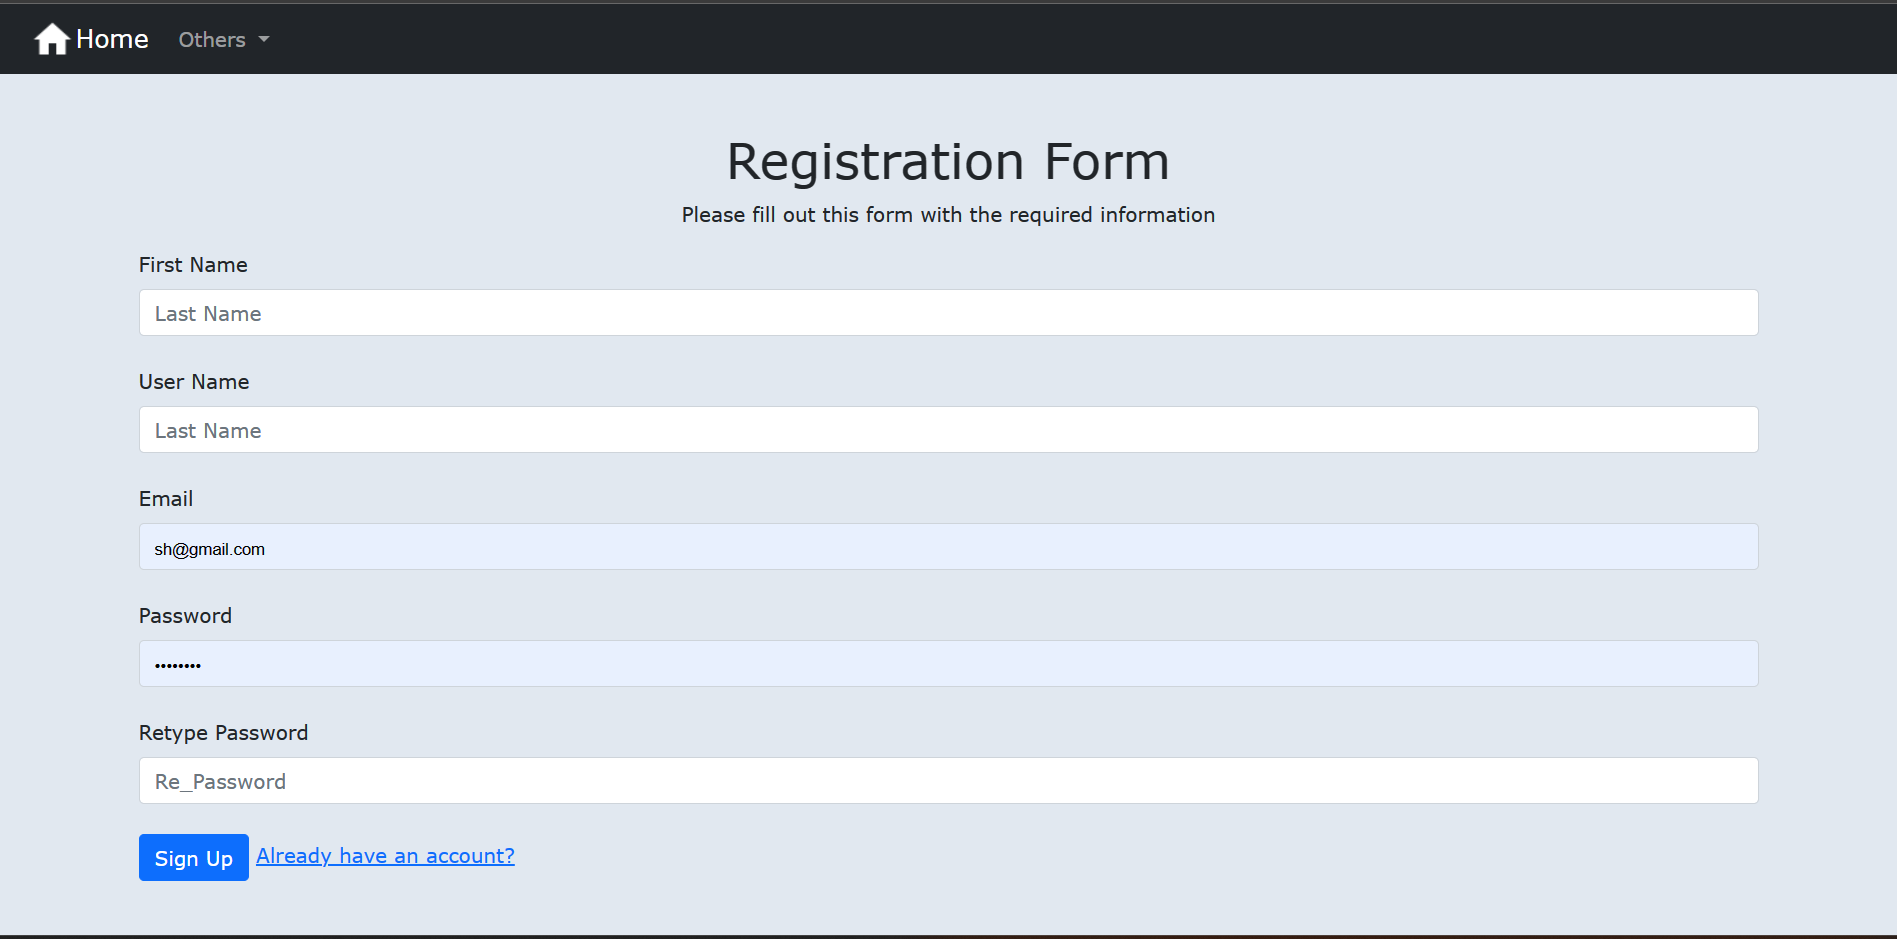 Home Others
Registration Form
Please fill out this form with the required information
First Name
Last Name
User Name
Last Name
Email
sh@gmail.com
Password
••••••••
Retype Password
Re_Password
Sign Up Already have an account?